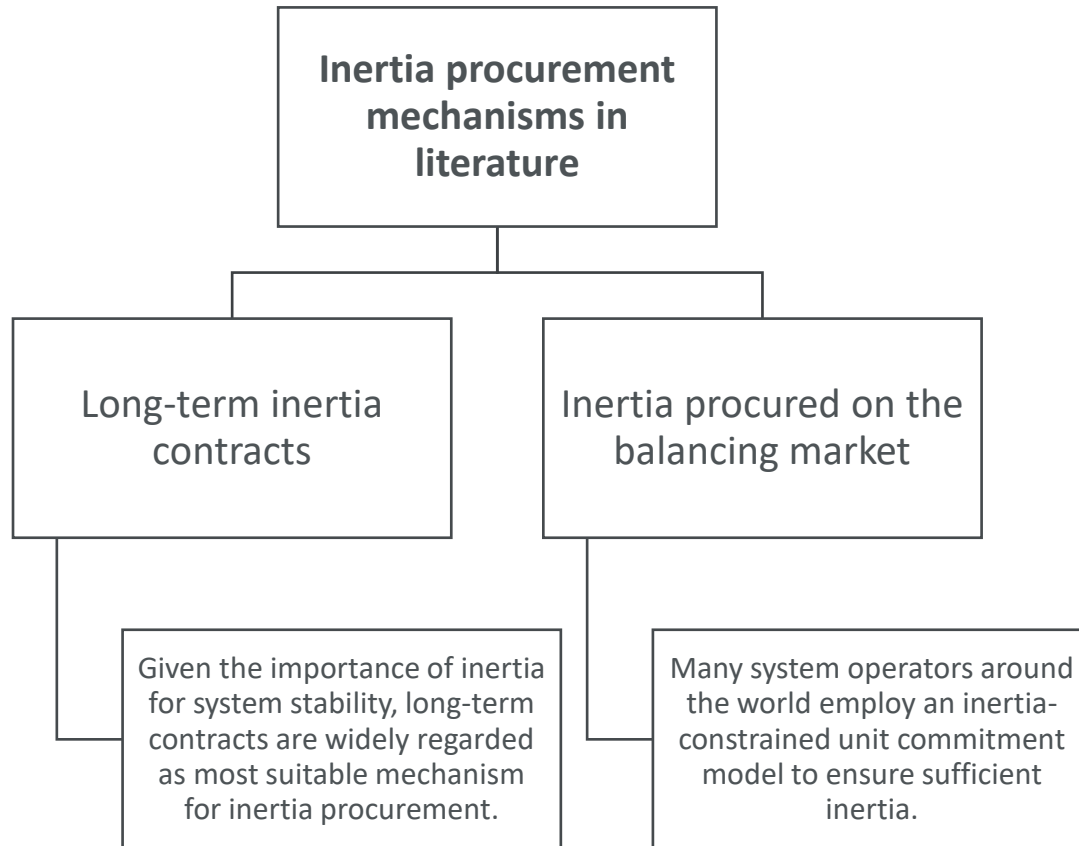 Inertia procurement
mechanisms in
literature
Long-term inertia
contracts
Inertia procured on the
balancing market
Given the importance of inertia
for system stability, long-term
contracts are widely regarded
as most suitable mechanism
for inertia procurement.
Many system operators around
the world employ an inertia-
constrained unit commitment
model to ensure sufficient
inertia.